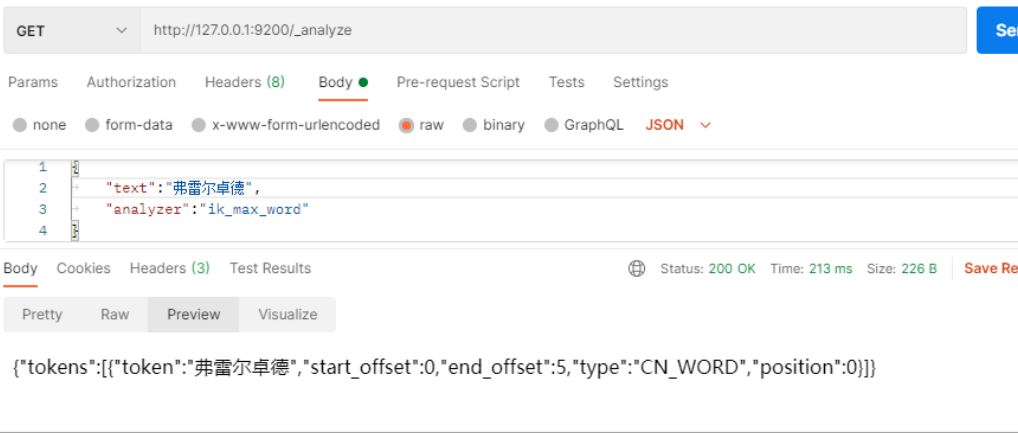 GET http://127.0.0.1:9200/_analyze Se
Params Authorization Headers (8) Body Pre-request Script Tests Settings
none form-data x-www-form-urlencoded raw binary GraphQL JSON
1 {
2 "text":"弗雷尔卓德",
3 "analyzer":"ik_max_word"
4 }
Body Cookies Headers (3) Test Results Status: 200 OK Time: 213 ms Size: 226 B Save Re
Pretty Raw Preview Visualize
{"tokens":[{"token":"弗雷尔卓德","start_offset":0,"end_offset":5,"type":"CN_WORD","position":0}]}